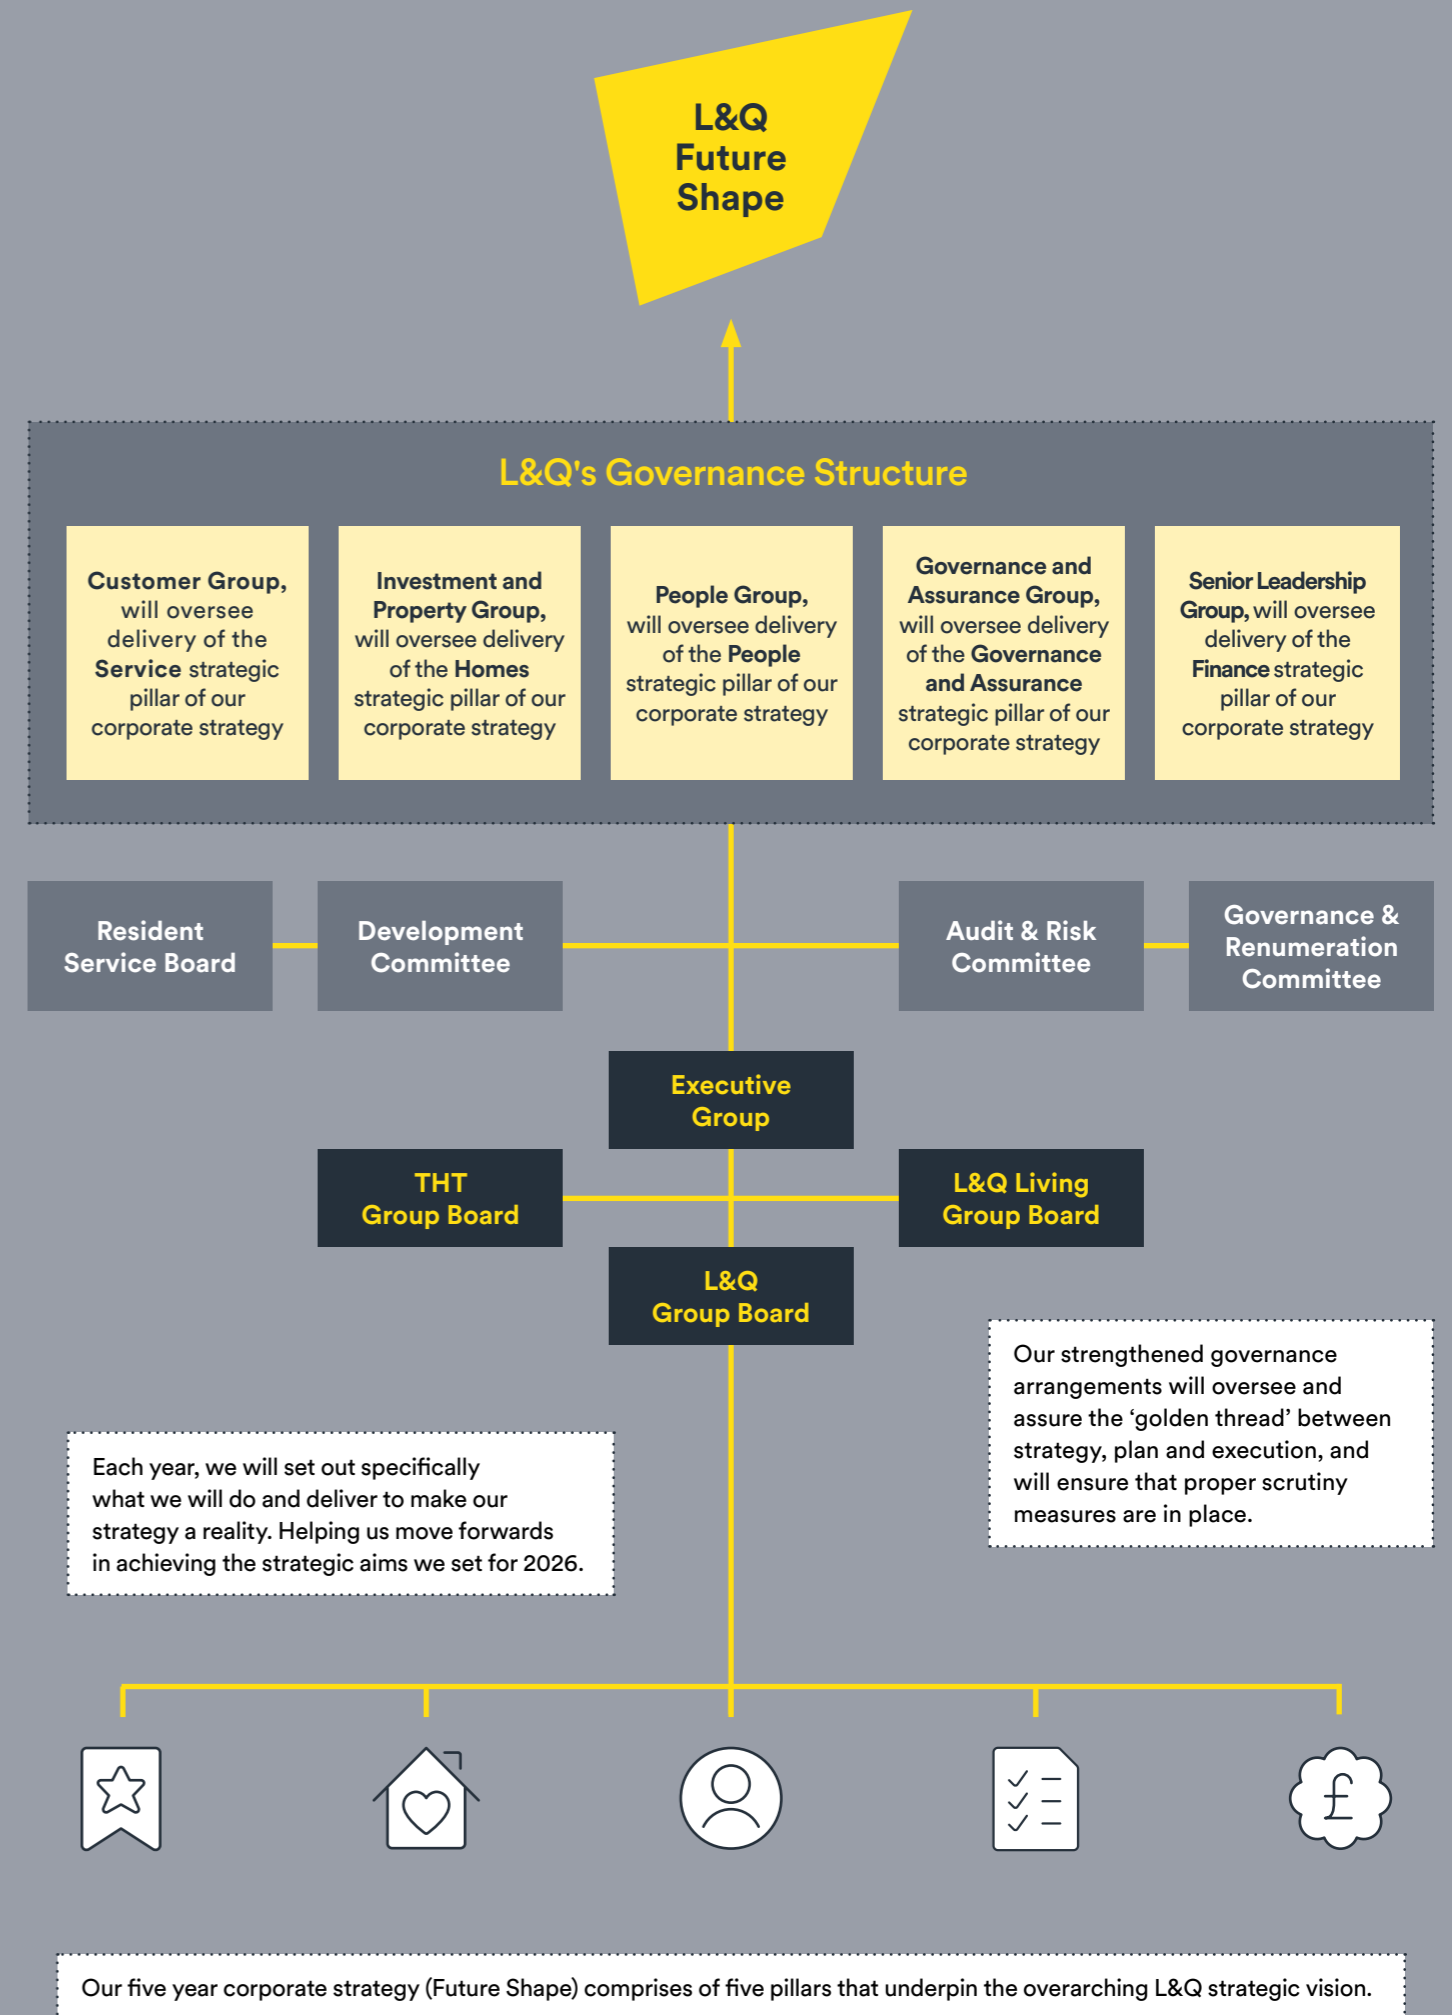 L&Q
Future
Shape
L&Q's Governance Structure
Customer Group,
will oversee
delivery of the
Service strategic
pillar of our
corporate strategy
Investment and
Property Group,
will oversee delivery
of the Homes
strategic pillar of our
corporate strategy
People Group,
will oversee delivery
of the People
strategic pillar of our
corporate strategy
Governance and
Assurance Group,
will oversee delivery
of the Governance
and Assurance
strategic pillar of our
corporate strategy
Senior Leadership
Group, will oversee
delivery of the
Finance strategic
pillar of our
corporate strategy
Resident
Service Board
Development
Committee
Audit & Risk
Committee
Governance &
Renumeration
Committee
Executive
Group
THT
Group Board
L&Q Living
Group Board
L&Q
Group Board
Our strengthened governance
arrangements will oversee and
assure the ‘golden thread’ between
strategy, plan and execution, and
will ensure that proper scrutiny
measures are in place.
Each year, we will set out specifically
what we will do and deliver to make our
strategy a reality. Helping us move forwards
in achieving the strategic aims we set for 2026.
£
Our five year corporate strategy (Future Shape) comprises of five pillars that underpin the overarching L&Q strategic vision.